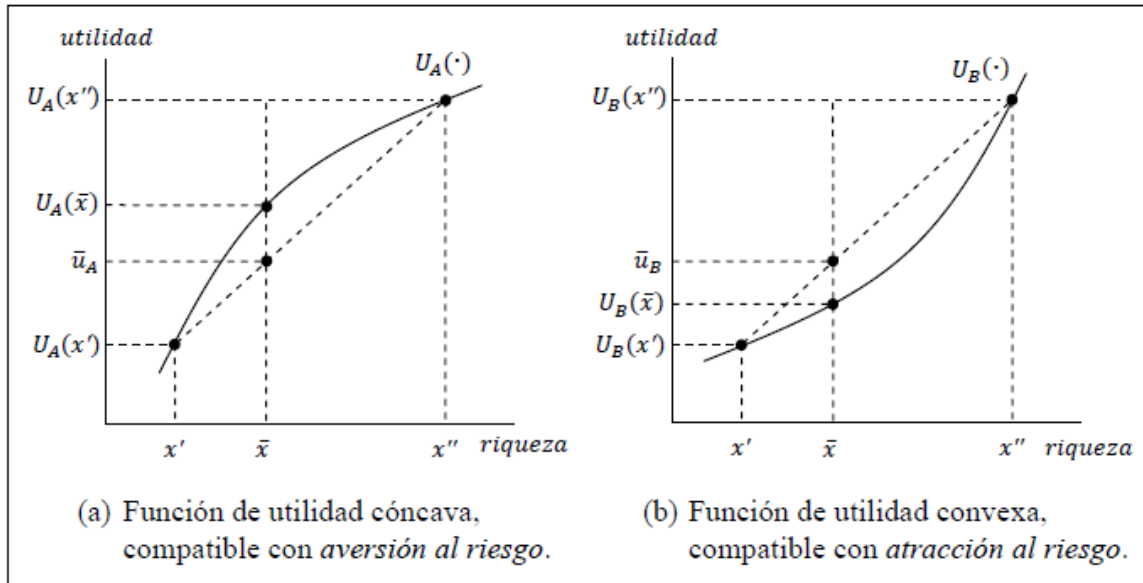 utilidad
U_A(·)
U_A(x'')
U_A(x̄)
ū_A
U_A(x')
x' x̄ x'' riqueza
(a) Función de utilidad cóncava,
compatible con aversión al riesgo.
utilidad
U_B(·)
U_B(x'')
ū_B
U_B(x̄)
U_B(x')
x' x̄ x'' riqueza
(b) Función de utilidad convexa,
compatible con atracción al riesgo.